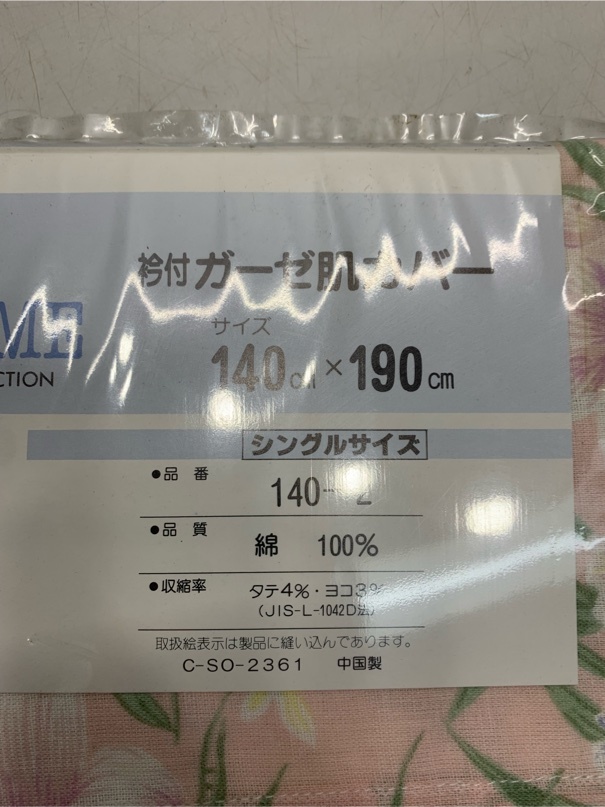 衿付ガーゼ肌カバー
サイズ
ME
CTION
140cm×190cm
シングルサイズ
●品 番
140-
2
●品 質
綿 100%
●収縮率
タテ4%・ヨコ3%
(JIS-L-1042D法)
取扱絵表示は製品に縫い込んであります。
C-SO-2361 中国製